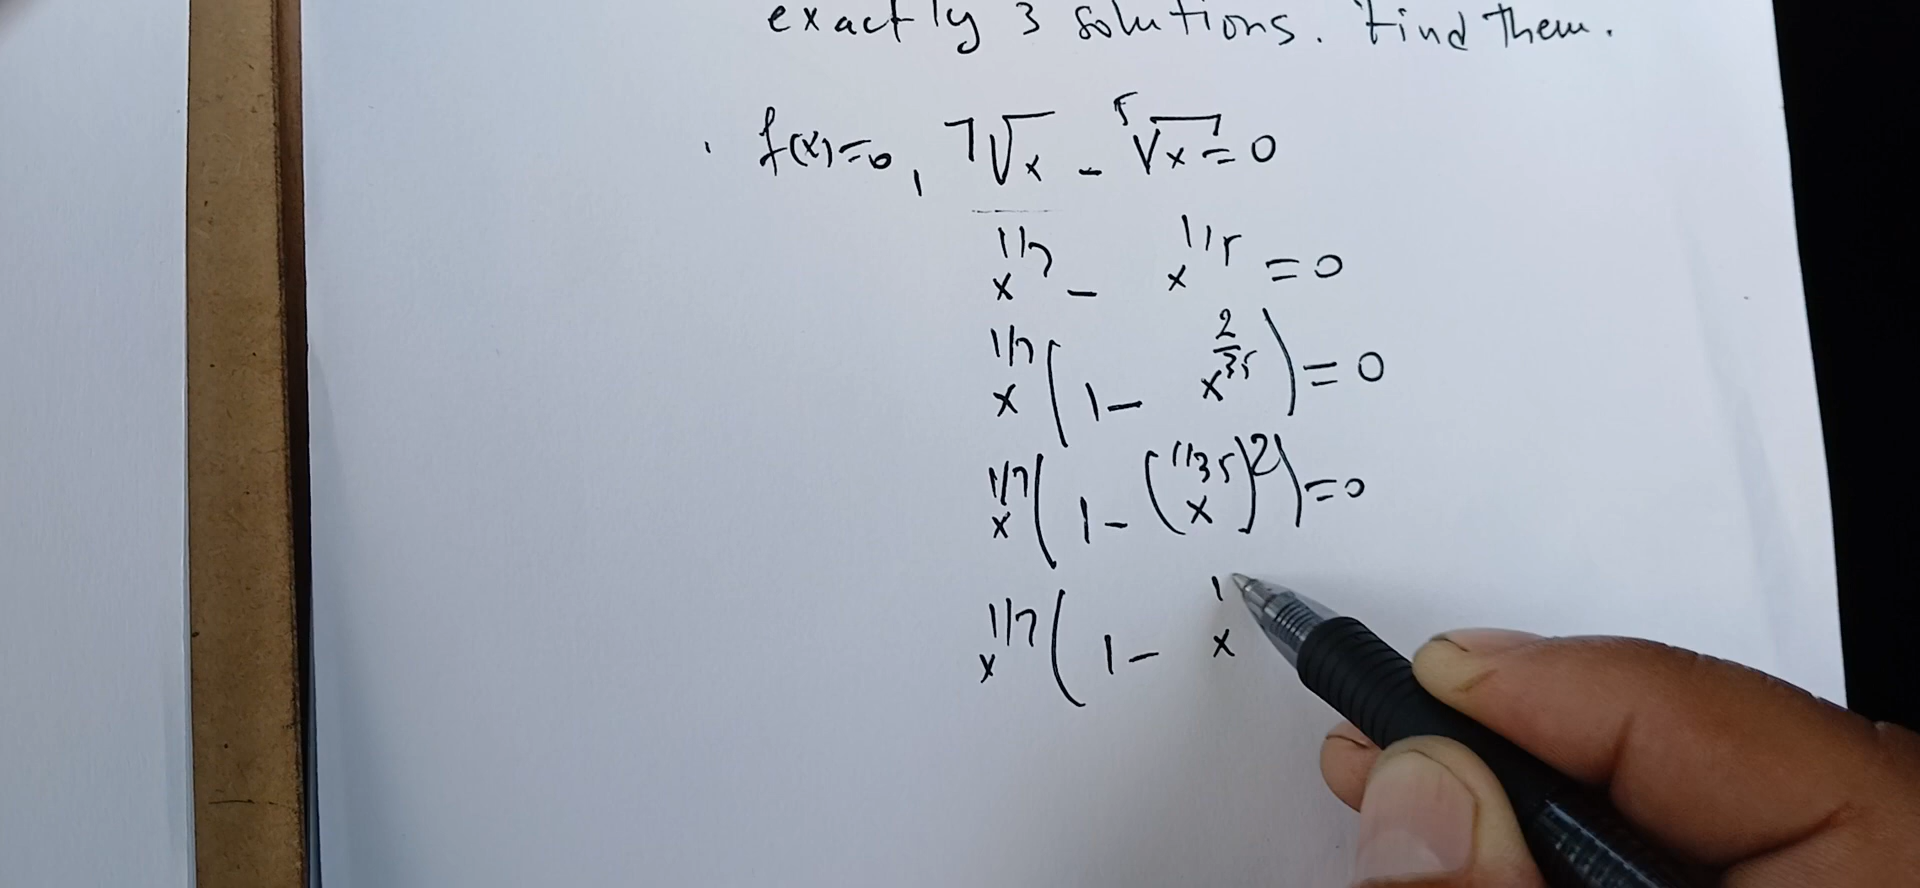 exactly 3 solutions. Find them.
. f(x)=0, 7√x - 5√x = 0
x^1/7 - x^1/5 = 0
x^1/7 ( 1 - x^2/35 ) = 0
x^1/7 ( 1 - (x^1/35)^2 ) = 0
x^1/7 ( 1 - x^1